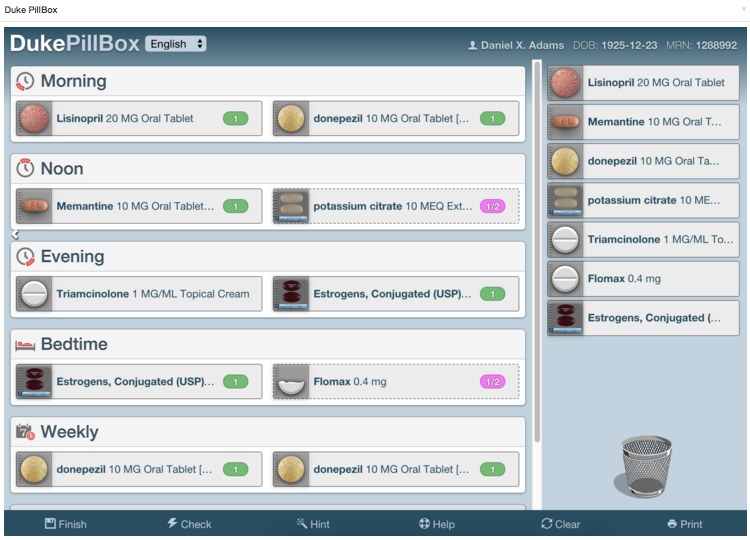 Duke PillBox
×
DukePillBox English
Daniel X. Adams DOB: 1925-12-23 MRN: 1288992
Morning
Lisinopril 20 MG Oral Tablet 1
donepezil 10 MG Oral Tablet [... 1
Noon
Memantine 10 MG Oral Tablet... 1
potassium citrate 10 MEQ Ext... 1/2
Evening
Triamcinolone 1 MG/ML Topical Cream
Estrogens, Conjugated (USP)... 1
Bedtime
Estrogens, Conjugated (USP)... 1
Flomax 0.4 mg 1/2
7
Weekly
donepezil 10 MG Oral Tablet [... 1
donepezil 10 MG Oral Tablet [... 1
Lisinopril 20 MG Oral Tablet
Memantine 10 MG Oral T...
donepezil 10 MG Oral Ta...
potassium citrate 10 ME...
Triamcinolone 1 MG/ML To...
Flomax 0.4 mg
Estrogens, Conjugated (...
Finish
Check
Hint
Help
Clear
Print